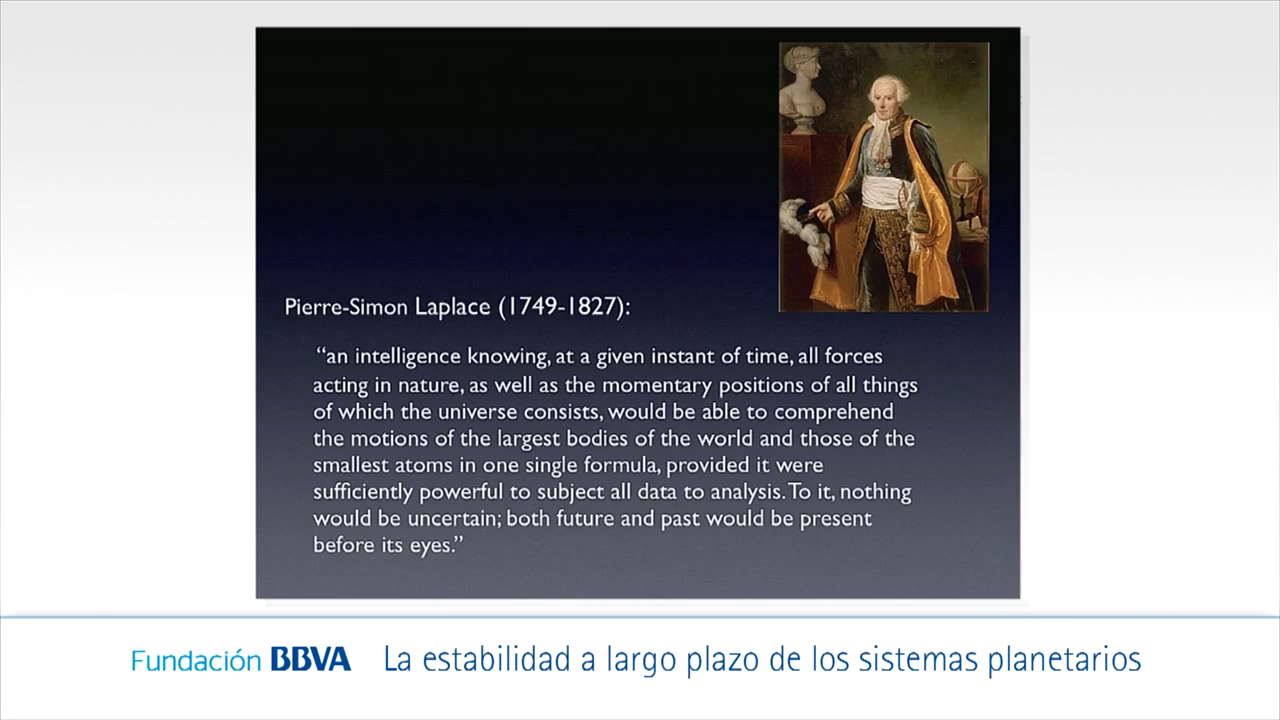 Pierre-Simon Laplace (1749-1827):
“an intelligence knowing, at a given instant of time, all forces
acting in nature, as well as the momentary positions of all things
of which the universe consists, would be able to comprehend
the motions of the largest bodies of the world and those of the
smallest atoms in one single formula, provided it were
sufficiently powerful to subject all data to analysis. To it, nothing
would be uncertain; both future and past would be present
before its eyes.”
Fundación BBVA La estabilidad a largo plazo de los sistemas planetarios